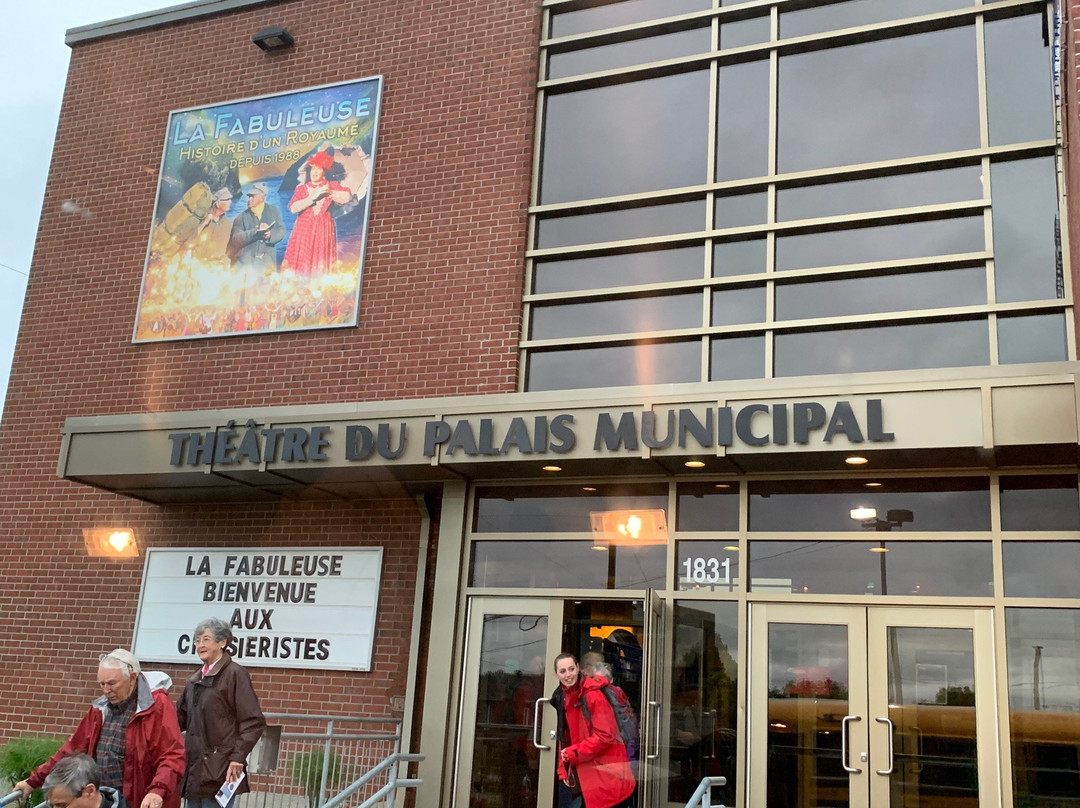 LA FABULEUSE
HISTOIRE D'UN ROYAUME
DEPUIS 1988
THÉÂTRE DU PALAIS MUNICIPAL
1831
LA FABULEUSE
BIENVENUE
AUX
CROISIERISTES